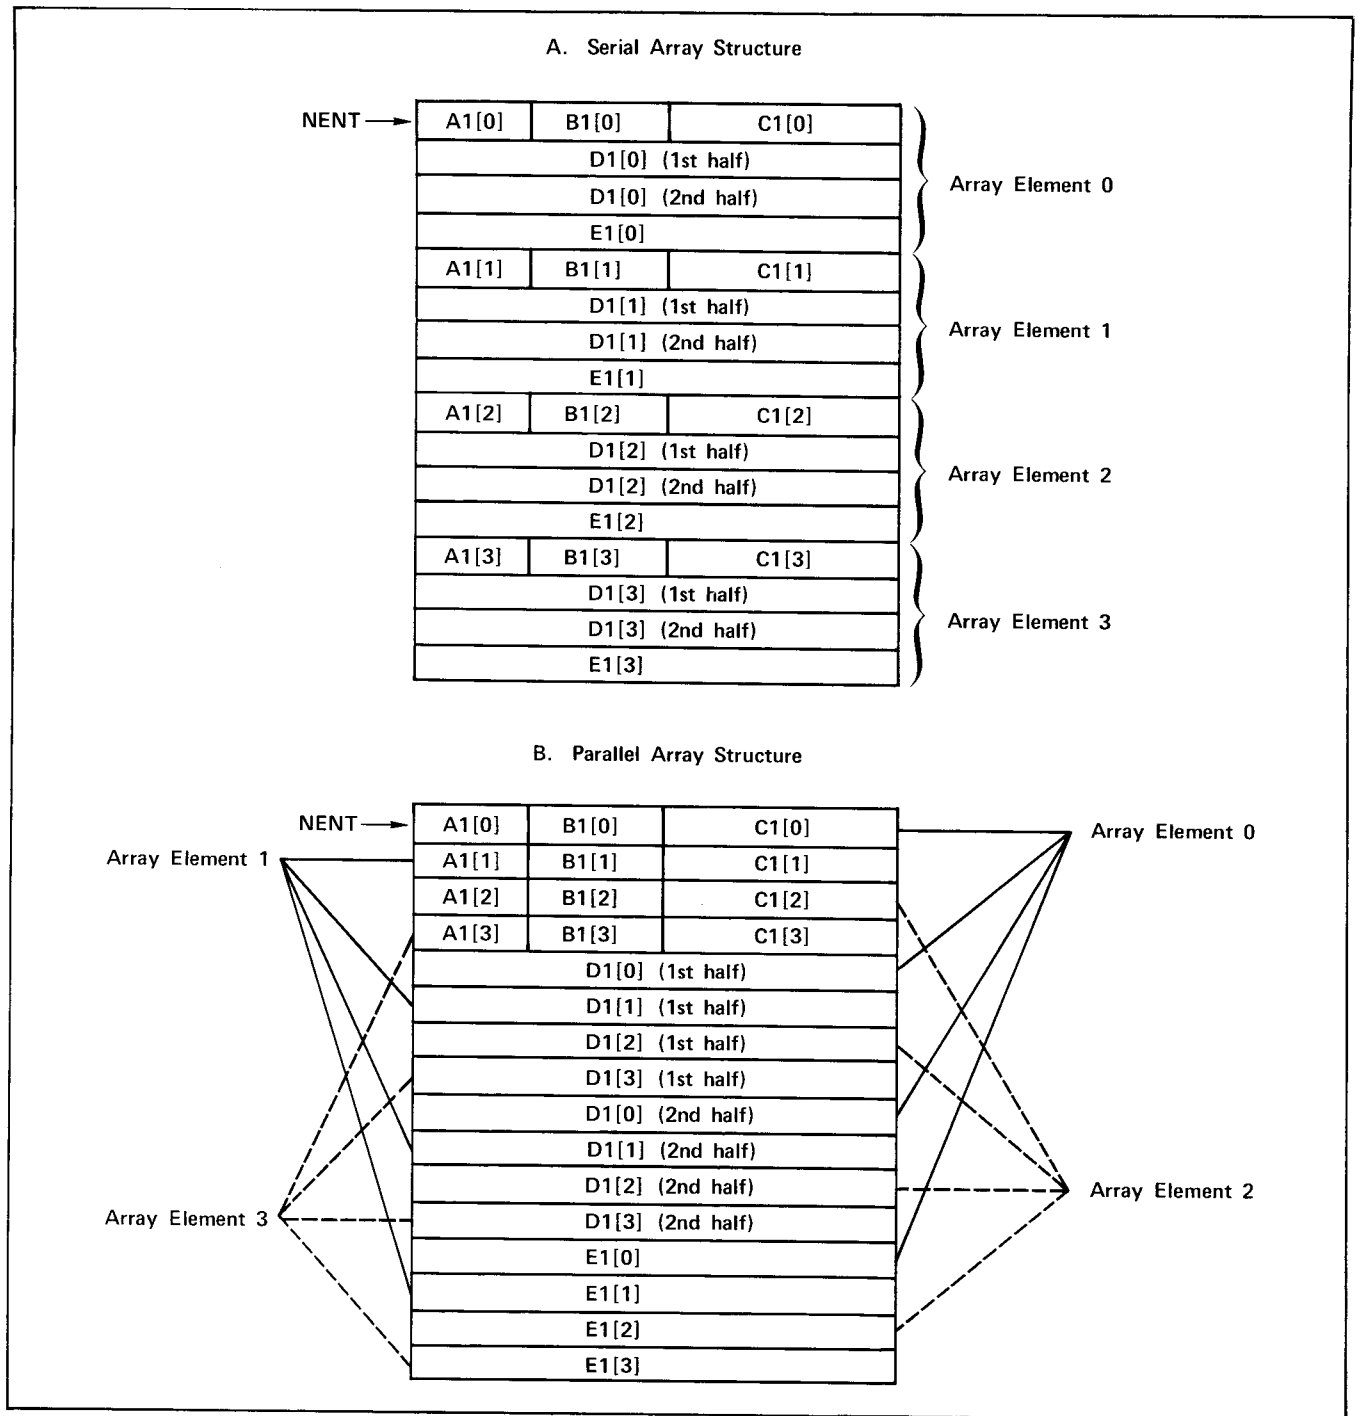 A. Serial Array Structure
NENT A1[0] B1[0] C1[0]
D1[0] (1st half)
Array Element 0
D1[0] (2nd half)
E1[0]
A1[1] B1[1] C1[1]
D1[1] (1st half)
Array Element 1
D1[1] (2nd half)
E1[1]
A1[2] B1[2] C1[2]
D1[2] (1st half)
Array Element 2
D1[2] (2nd half)
E1[2]
A1[3] B1[3] C1[3]
D1[3] (1st half)
Array Element 3
D1[3] (2nd half)
E1[3]
B. Parallel Array Structure
NENT A1[0] B1[0] C1[0] Array Element 0
Array Element 1 A1[1] B1[1] C1[1]
A1[2] B1[2] C1[2]
A1[3] B1[3] C1[3]
D1[0] (1st half)
D1[1] (1st half)
D1[2] (1st half)
D1[3] (1st half)
D1[0] (2nd half)
D1[1] (2nd half)
D1[2] (2nd half) Array Element 2
Array Element 3 D1[3] (2nd half)
E1[0]
E1[1]
E1[2]
E1[3]